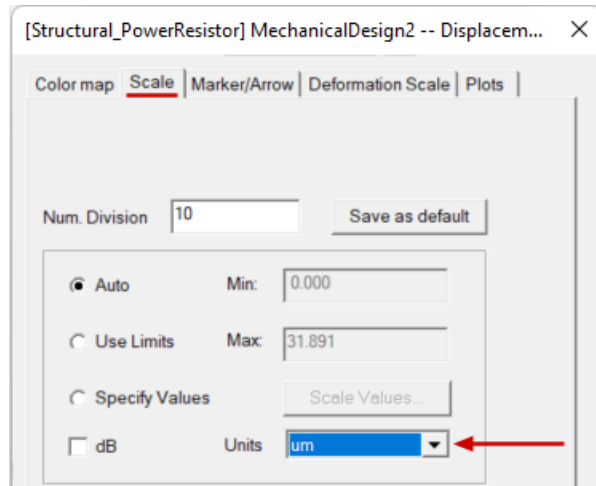 [Structural_PowerResistor] MechanicalDesign2 -- Displacem...
Color map Scale Marker/Arrow Deformation Scale Plots
Num. Division 10 Save as default
Auto Min: 0.000
Use Limits Max: 31.891
Specify Values Scale Values...
dB Units um